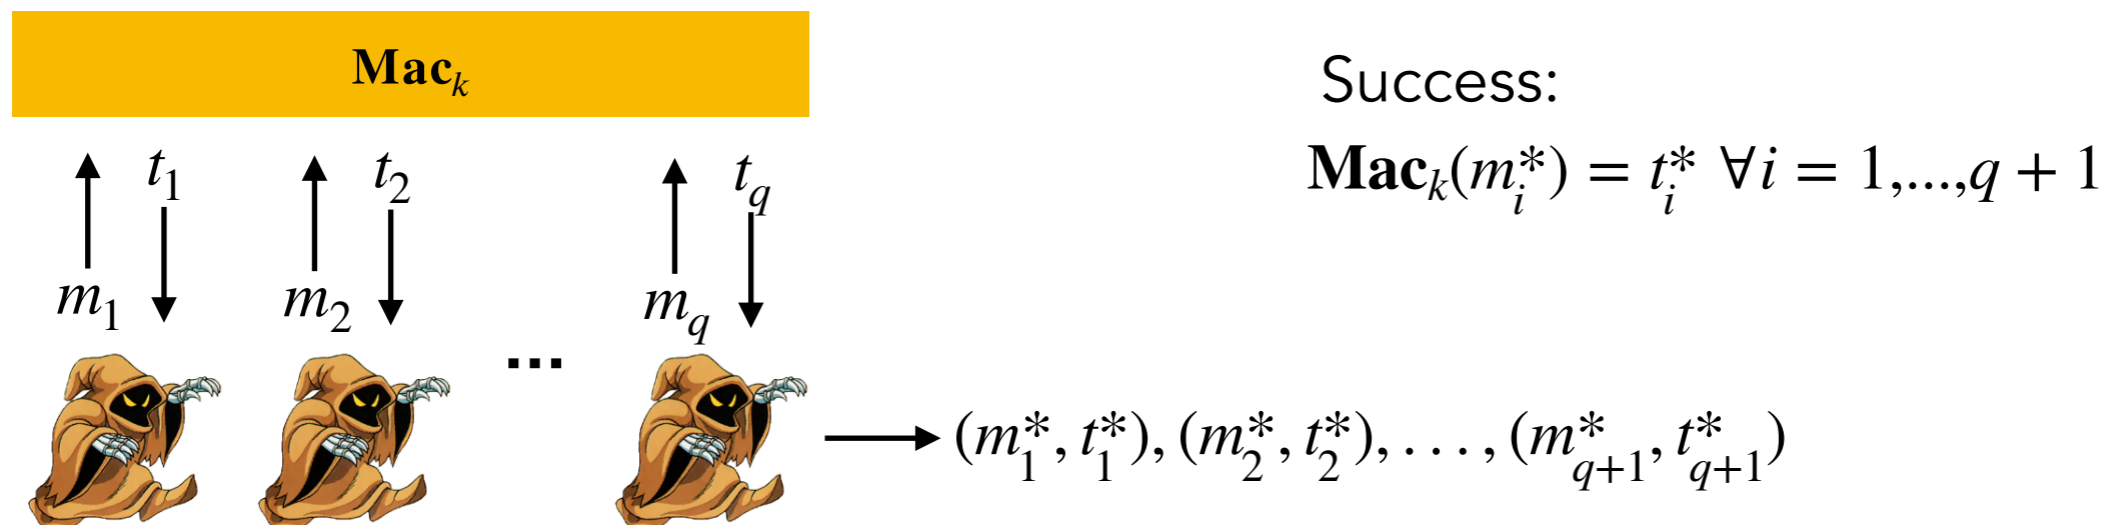 Mac_k
Success:
t_1 t_2 t_q
Mac_k(m_i^*) = t_i^* ∀i = 1,...,q + 1
m_1 m_2 m_q
...
(m_1^*, t_1^*), (m_2^*, t_2^*), . . . , (m_{q+1}^*, t_{q+1}^*)